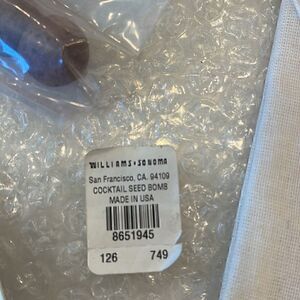 WILLIAMS-SONOMA
San Francisco, CA. 94109
COCKTAIL SEED BOMB
MADE IN USA
8651945
126 749